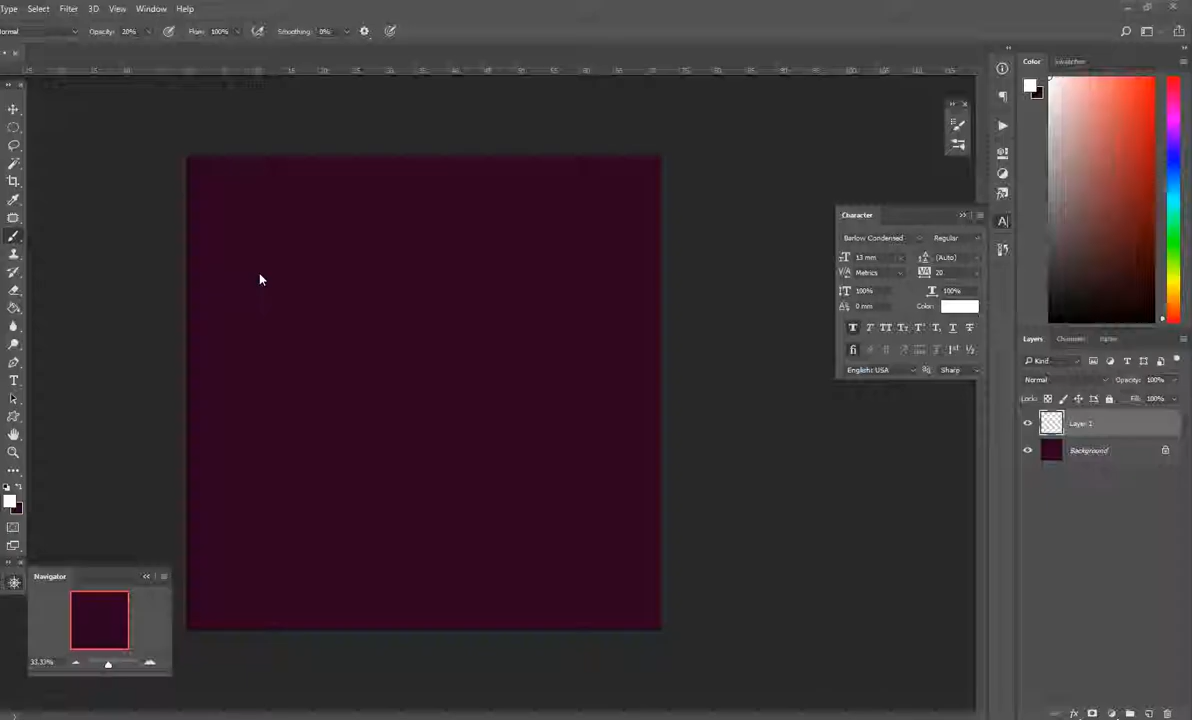 Type Select Filter 3D View Window Help
Opacity: 20% Flow: 100% Smoothing: 0%
Color Swatches
Character
Barlow Condensed Regular
13 mm (Auto)
Metrics 20
100% 100%
0 mm Color:
English: USA Sharp
Layers Channels Paths
Kind
Normal Opacity: 100%
Lock: Fill: 100%
Layer 1
Background
Navigator
33.33%